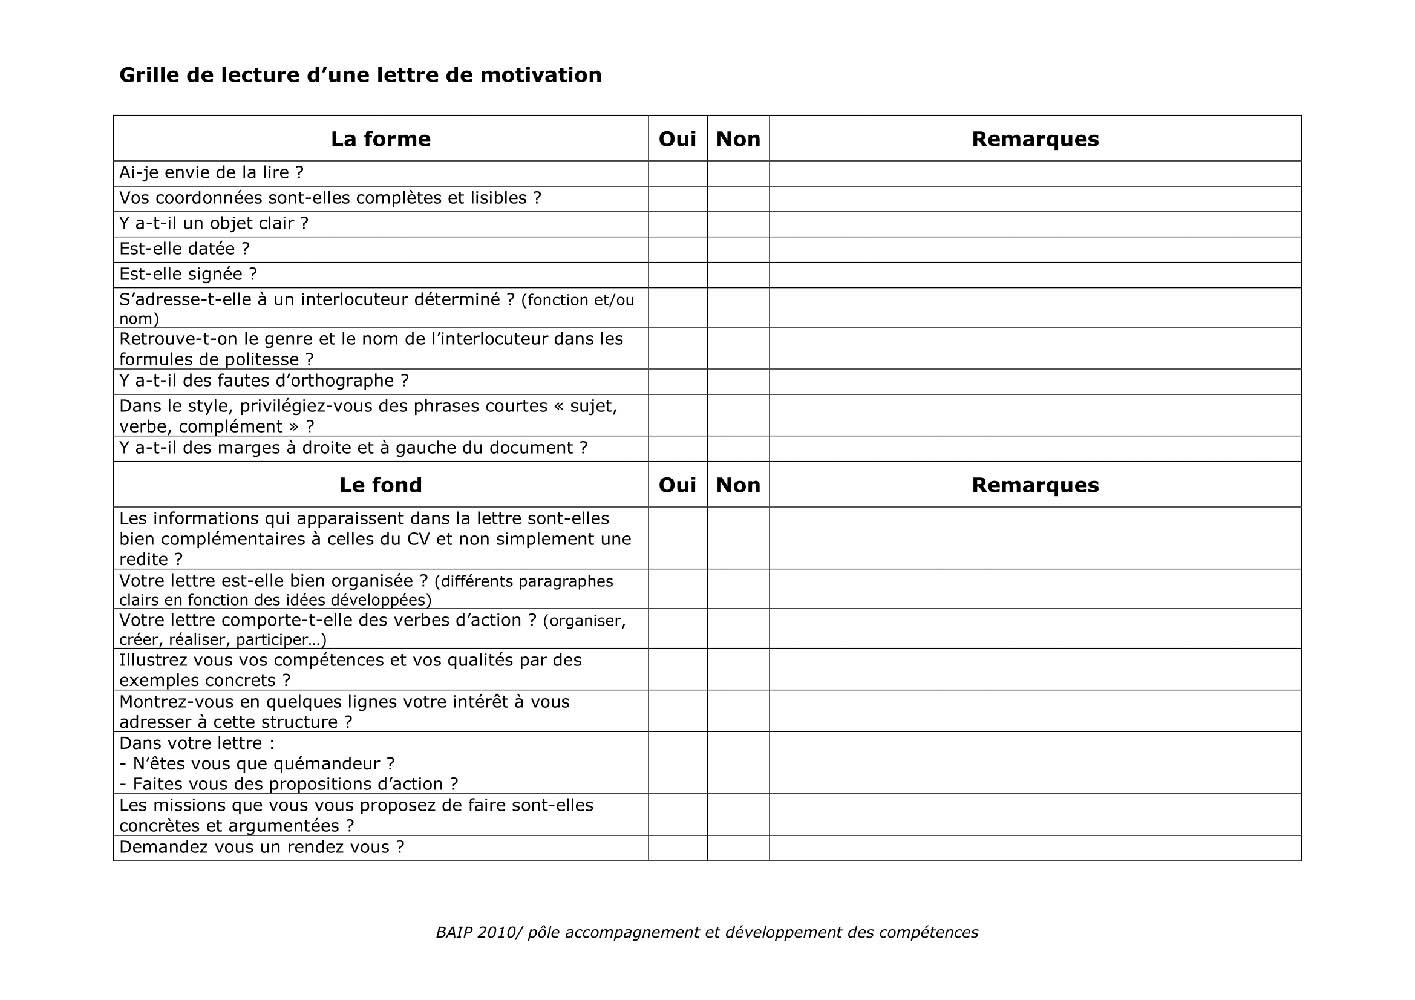 Grille de lecture d’une lettre de motivation
La forme Oui Non Remarques
Ai-je envie de la lire ?
Vos coordonnées sont-elles complètes et lisibles ?
Y a-t-il un objet clair ?
Est-elle datée ?
Est-elle signée ?
S’adresse-t-elle à un interlocuteur déterminé ? (fonction et/ou
nom)
Retrouve-t-on le genre et le nom de l’interlocuteur dans les
formules de politesse ?
Y a-t-il des fautes d’orthographe ?
Dans le style, privilégiez-vous des phrases courtes « sujet,
verbe, complément » ?
Y a-t-il des marges à droite et à gauche du document ?
Le fond Oui Non Remarques
Les informations qui apparaissent dans la lettre sont-elles
bien complémentaires à celles du CV et non simplement une
redite ?
Votre lettre est-elle bien organisée ? (différents paragraphes
clairs en fonction des idées développées)
Votre lettre comporte-t-elle des verbes d’action ? (organiser,
créer, réaliser, participer…)
Illustrez vous vos compétences et vos qualités par des
exemples concrets ?
Montrez-vous en quelques lignes votre intérêt à vous
adresser à cette structure ?
Dans votre lettre :
- N’êtes vous que quémandeur ?
- Faites vous des propositions d’action ?
Les missions que vous vous proposez de faire sont-elles
concrètes et argumentées ?
Demandez vous un rendez vous ?
BAIP 2010/ pôle accompagnement et développement des compétences